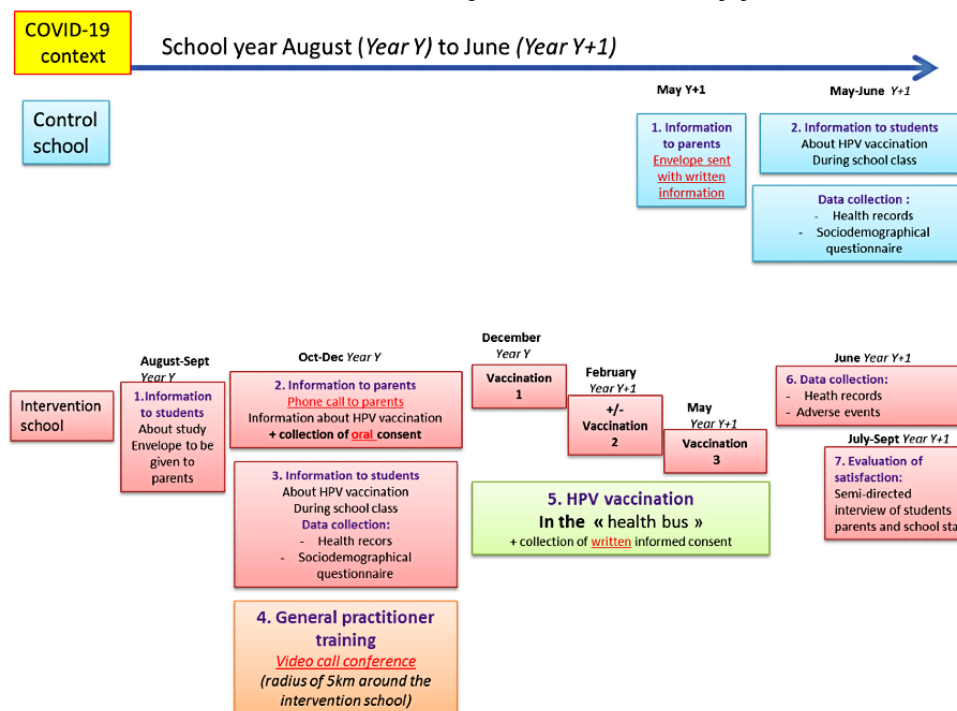 COVID-19
context
School year August (Year Y) to June (Year Y+1)
May Y+1
May-June Y+1
Control
school
1. Information
to parents
Envelope sent
with written
information
2. Information to students
About HPV vaccination
During school class
Data collection :
- Health records
- Sociodemographical
questionnaire
Intervention
school
August-Sept
Year Y
1.Information
to students
About study
Envelope to be
given to
parents
Oct-Dec Year Y
2. Information to parents
Phone call to parents
Information about HPV vaccination
+ collection of oral consent
3. Information to students
About HPV vaccination
During school class
Data collection:
- Health recors
- Sociodemographical
questionnaire
4. General practitioner
training
Video call conference
(radius of 5km around the
intervention school)
December
Year Y
Vaccination
1
February
Year Y+1
+/-
Vaccination
2
May
Year Y+1
Vaccination
3
5. HPV vaccination
In the « health bus »
+ collection of written informed consent
June Year Y+1
6. Data collection:
- Heath records
- Adverse events
July-Sept Year Y+1
7. Evaluation of
satisfaction:
Semi-directed
interview of students
parents and school sta